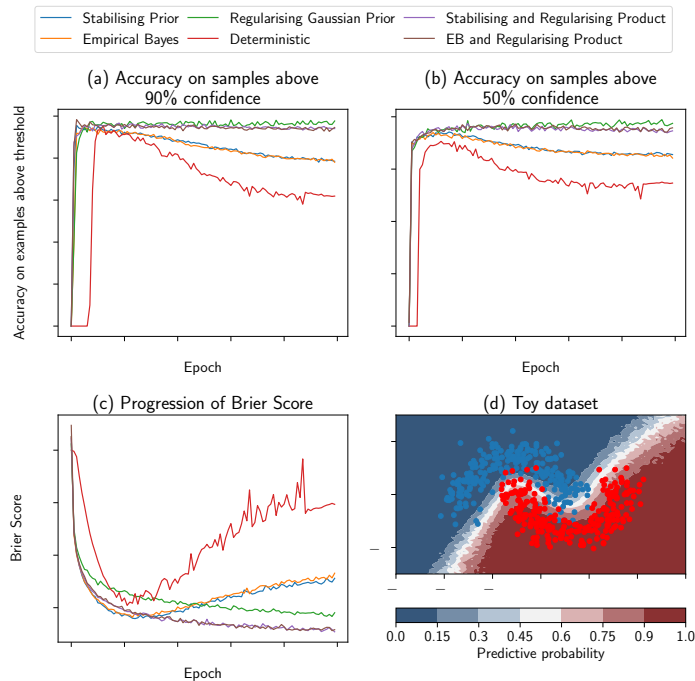 Stabilising Prior
Regularising Gaussian Prior
Stabilising and Regularising Product
Empirical Bayes
Deterministic
EB and Regularising Product
(a) Accuracy on samples above
90% confidence
(b) Accuracy on samples above
50% confidence
Accuracy on examples above threshold
Epoch
Epoch
(c) Progression of Brier Score
(d) Toy dataset
Brier Score
Epoch
0.0 0.15 0.3 0.45 0.6 0.75 0.9 1.0
Predictive probability